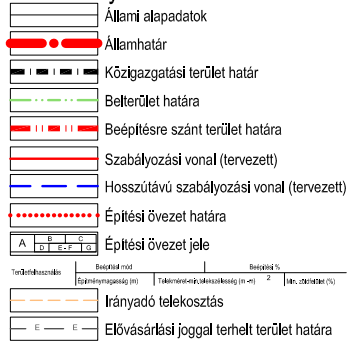 Állami alapadatok
Államhatár
Közigazgatási terület határ
Belterület határa
Beépítésre szánt terület határa
Szabályozási vonal (tervezett)
Hosszútávú szabályozási vonal (tervezett)
Építési övezet határa
A B C D E - F G Építési övezet jele
Területfelhasználás Beépítési mód Beépítési %
Építménymagasság (m) Telekméret-min,telekszélesség (m -m) 2 Min. zöldfelület (%)
Irányadó telekosztás
E E Elővásárlási joggal terhelt terület határa